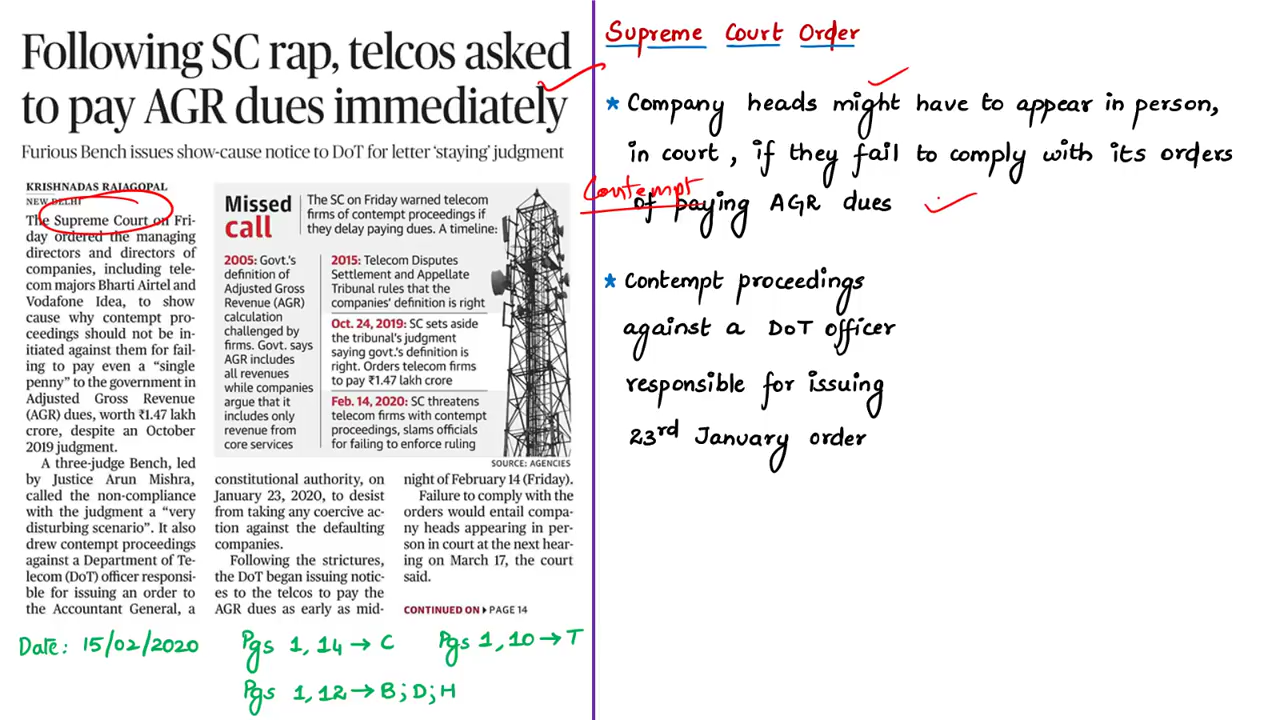 Following SC rap, telcos asked
to pay AGR dues immediately
Furious Bench issues show-cause notice to DoT for letter ‘staying’ judgment
KRISHNADAS RAJAGOPAL
NEW DELHI
The Supreme Court on Fri-
day ordered the managing
directors and directors of
companies, including tele-
com majors Bharti Airtel and
Vodafone Idea, to show
cause why contempt pro-
ceedings should not be in-
itiated against them for fail-
ing to pay even a “single
penny” to the government in
Adjusted Gross Revenue
(AGR) dues, worth ₹1.47 lakh
crore, despite an October
2019 judgment.
A three-judge Bench, led
by Justice Arun Mishra,
called the non-compliance
with the judgment a “very
disturbing scenario”. It also
drew contempt proceedings
against a Department of Te-
lecom (DoT) officer responsi-
ble for issuing an order to
the Accountant General, a
Missed
call
The SC on Friday warned telecom
firms of contempt proceedings if
they delay paying dues. A timeline:
2005: Govt.'s
definition of
Adjusted Gross
Revenue (AGR)
calculation
challenged by
firms. Govt. says
AGR includes
all revenues
while companies
argue that it
includes only
revenue from
core services
2015: Telecom Disputes
Settlement and Appellate
Tribunal rules that the
companies' definition is right
Oct. 24, 2019: SC sets aside
the tribunal's judgment
saying govt.'s definition is
right. Orders telecom firms
to pay ₹1.47 lakh crore
Feb. 14, 2020: SC threatens
telecom firms with contempt
proceedings, slams officials
for failing to enforce ruling
SOURCE: AGENCIES
constitutional authority, on
January 23, 2020, to desist
from taking any coercive ac-
tion against the defaulting
companies.
Following the strictures,
the DoT began issuing notic-
es to the telcos to pay the
AGR dues as early as mid-
night of February 14 (Friday).
Failure to comply with the
orders would entail compa-
ny heads appearing in per-
son in court at the next hear-
ing on March 17, the court
said.
CONTINUED ON ▶ PAGE 14
Date: 15/02/2020
Pgs 1, 14 → C
Pgs 1, 10 → T
Pgs 1, 12 → B; D; H
Supreme Court Order
* Company heads might have to appear in person,
in court, if they fail to comply with its orders
Contempt
of paying AGR dues
* Contempt proceedings
against a DoT officer
responsible for issuing
23rd January order